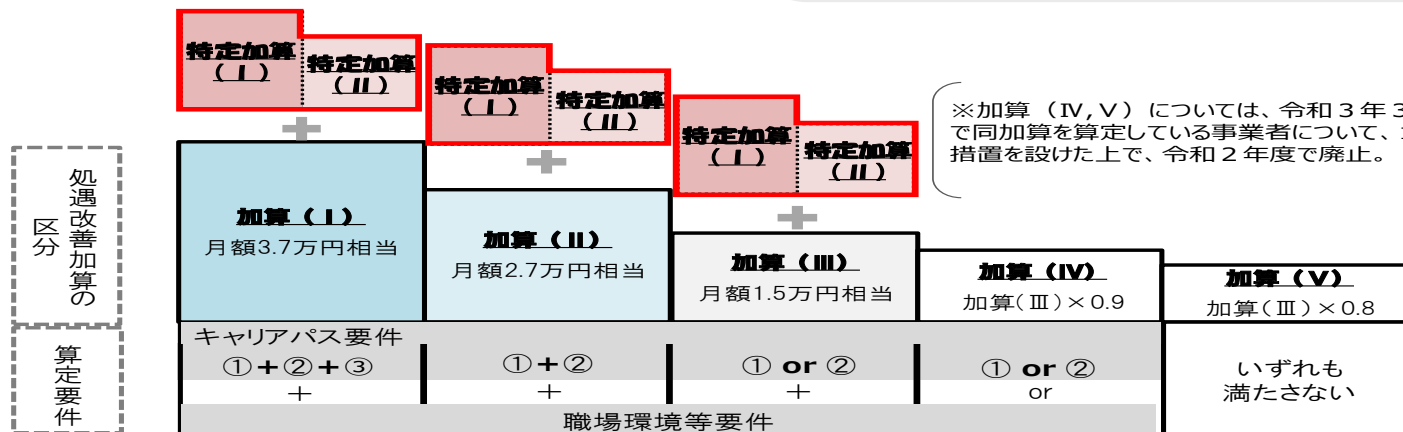 特定加算
(Ⅰ)
特定加算
(Ⅱ)
特定加算
(Ⅰ)
特定加算
(Ⅱ)
特定加算
(Ⅰ)
特定加算
(Ⅱ)
※加算（Ⅳ,Ⅴ）については、令和３年３
で同加算を算定している事業者について、
措置を設けた上で、令和２年度で廃止。
処遇改善加算の
区分
加算（Ⅰ）
月額3.7万円相当
加算（Ⅱ）
月額2.7万円相当
加算（Ⅲ）
月額1.5万円相当
加算（Ⅳ）
加算(Ⅲ)×0.9
加算（Ⅴ）
加算(Ⅲ)×0.8
算定要件
キャリアパス要件
①+②+③
①+②
① or ②
① or ②
いずれも
満たさない
+
+
+
or
職場環境等要件